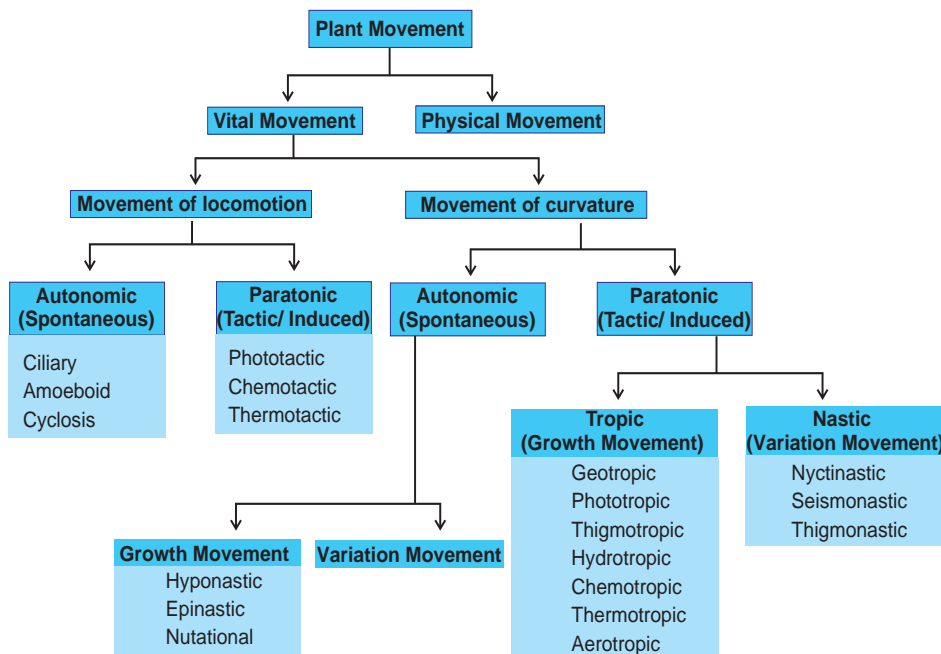 Plant Movement
Vital Movement
Physical Movement
Movement of locomotion
Movement of curvature
Autonomic
(Spontaneous)
Ciliary
Amoeboid
Cyclosis
Paratonic
(Tactic/ Induced)
Phototactic
Chemotactic
Thermotactic
Autonomic
(Spontaneous)
Paratonic
(Tactic/ Induced)
Tropic
(Growth Movement)
Geotropic
Phototropic
Thigmotropic
Hydrotropic
Chemotropic
Thermotropic
Aerotropic
Nastic
(Variation Movement)
Nyctinastic
Seismonastic
Thigmonastic
Growth Movement
Hyponastic
Epinastic
Nutational
Variation Movement